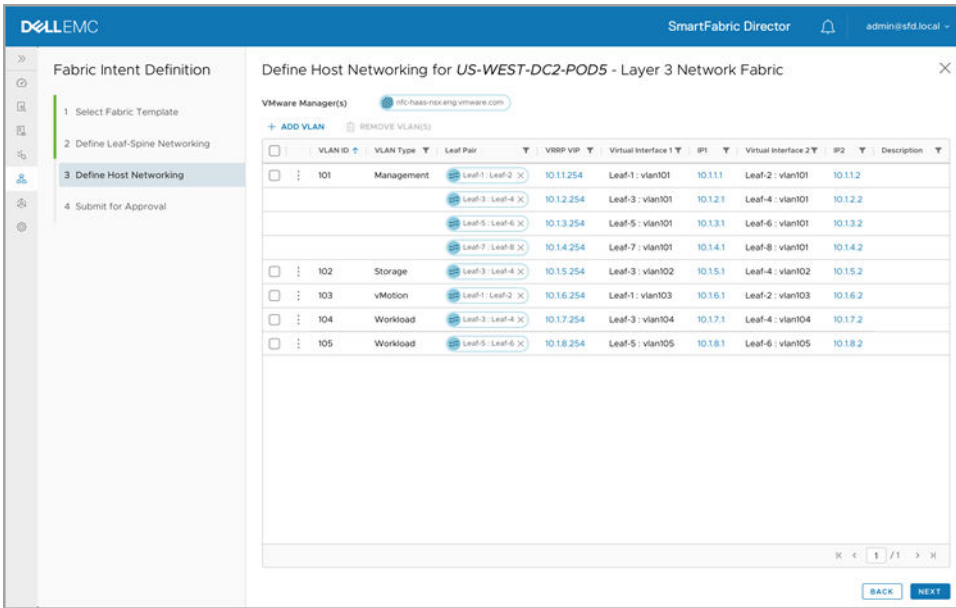 DELLEMC
SmartFabric Director
admin@sfd.local
Fabric Intent Definition
1 Select Fabric Template
2 Define Leaf-Spine Networking
3 Define Host Networking
4 Submit for Approval
Define Host Networking for US-WEST-DC2-POD5 - Layer 3 Network Fabric
VMware Manager(s) nfc-haas-nsx.eng.vmware.com
+ ADD VLAN REMOVE VLAN(S)
VLAN ID VLAN Type Leaf Pair VRRP VIP Virtual Interface 1 IP1 Virtual Interface 2 IP2 Description
101 Management Leaf-1 : Leaf-2 10.1.1.254 Leaf-1 : vlan101 10.1.1.1 Leaf-2 : vlan101 10.1.1.2
Leaf-3 : Leaf-4 10.1.2.254 Leaf-3 : vlan101 10.1.2.1 Leaf-4 : vlan101 10.1.2.2
Leaf-5 : Leaf-6 10.1.3.254 Leaf-5 : vlan101 10.1.3.1 Leaf-6 : vlan101 10.1.3.2
Leaf-7 : Leaf-8 10.1.4.254 Leaf-7 : vlan101 10.1.4.1 Leaf-8 : vlan101 10.1.4.2
102 Storage Leaf-3 : Leaf-4 10.1.5.254 Leaf-3 : vlan102 10.1.5.1 Leaf-4 : vlan102 10.1.5.2
103 vMotion Leaf-1 : Leaf-2 10.1.6.254 Leaf-1 : vlan103 10.1.6.1 Leaf-2 : vlan103 10.1.6.2
104 Workload Leaf-3 : Leaf-4 10.1.7.254 Leaf-3 : vlan104 10.1.7.1 Leaf-4 : vlan104 10.1.7.2
105 Workload Leaf-5 : Leaf-6 10.1.8.254 Leaf-5 : vlan105 10.1.8.1 Leaf-6 : vlan105 10.1.8.2
1 / 1
BACK NEXT